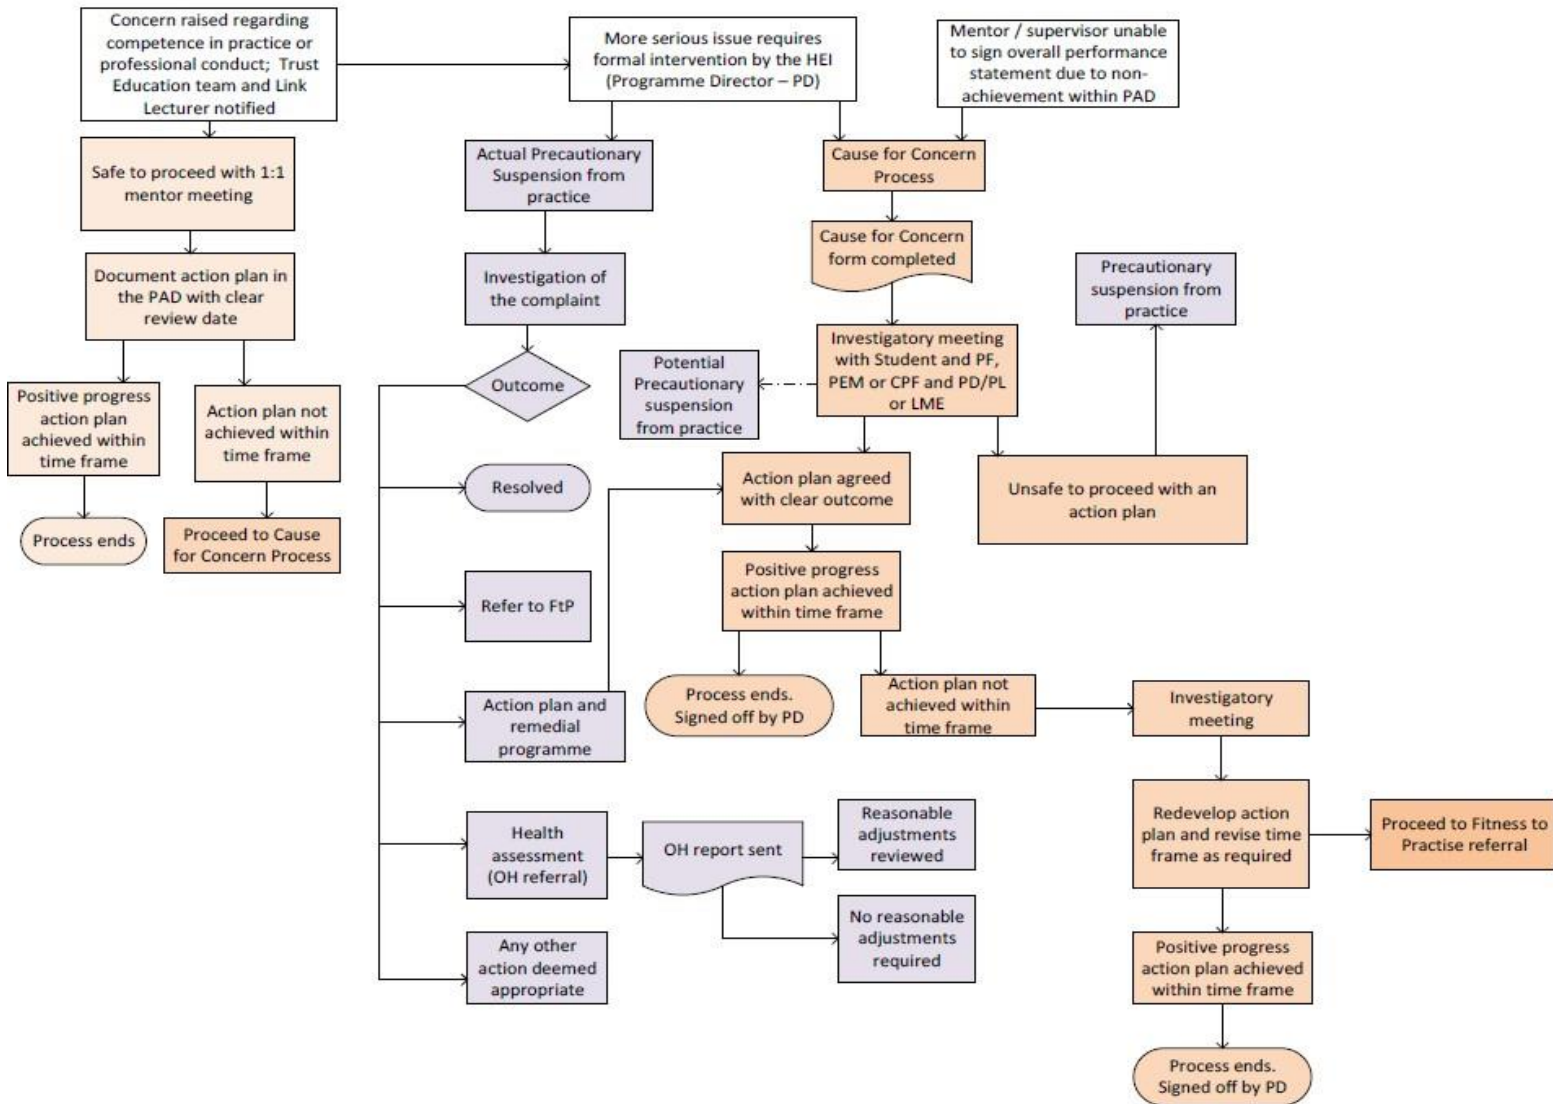 Concern raised regarding
competence in practice or
professional conduct;  Trust
Education team and Link
Lecturer notified
More serious issue requires
formal intervention by the HEI
(Programme Director – PD)
Mentor / supervisor unable
to sign overall performance
statement due to non-
achievement within PAD
Safe to proceed with 1:1
mentor meeting
Document action plan in
the PAD with clear
review date
Positive progress
action plan
achieved within
time frame
Action plan not
achieved within
time frame
Process ends
Proceed to Cause
for Concern Process
Actual Precautionary
Suspension from
practice
Investigation of
the complaint
Outcome
Resolved
Refer to FtP
Action plan and
remedial
programme
Health
assessment
(OH referral)
OH report sent
Reasonable
adjustments
reviewed
No reasonable
adjustments
required
Any other
action deemed
appropriate
Cause for Concern
Process
Cause for Concern
form completed
Investigatory meeting
with Student and PF,
PEM or CPF and PD/PL
or LME
Potential
Precautionary
suspension
from practice
Precautionary
suspension from
practice
Unsafe to proceed with an
action plan
Action plan agreed
with clear outcome
Positive progress
action plan achieved
within time frame
Process ends.
Signed off by PD
Action plan not
achieved within
time frame
Investigatory
meeting
Redevelop action
plan and revise time
frame as required
Proceed to Fitness to
Practise referral
Positive progress
action plan achieved
within time frame
Process ends.
Signed off by PD